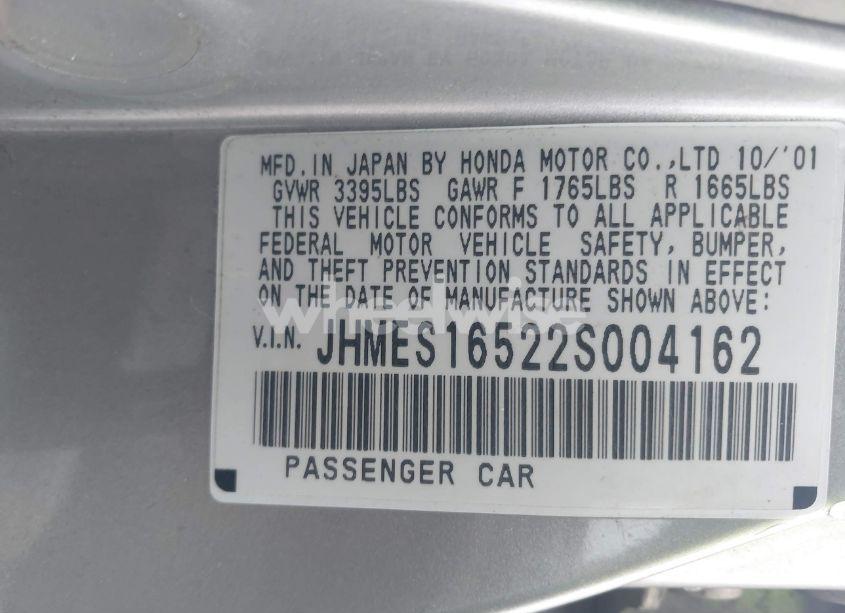 MFD.IN JAPAN BY HONDA MOTOR CO.,LTD 10/'01
GVWR 3395LBS GAWR F 1765LBS R 1665LBS
THIS VEHICLE CONFORMS TO ALL APPLICABLE
FEDERAL MOTOR VEHICLE SAFETY, BUMPER,
AND THEFT PREVENTION STANDARDS IN EFFECT
ON THE DATE OF MANUFACTURE SHOWN ABOVE:
wheelwise
V.I.N. JHMES16522S004162
PASSENGER CAR